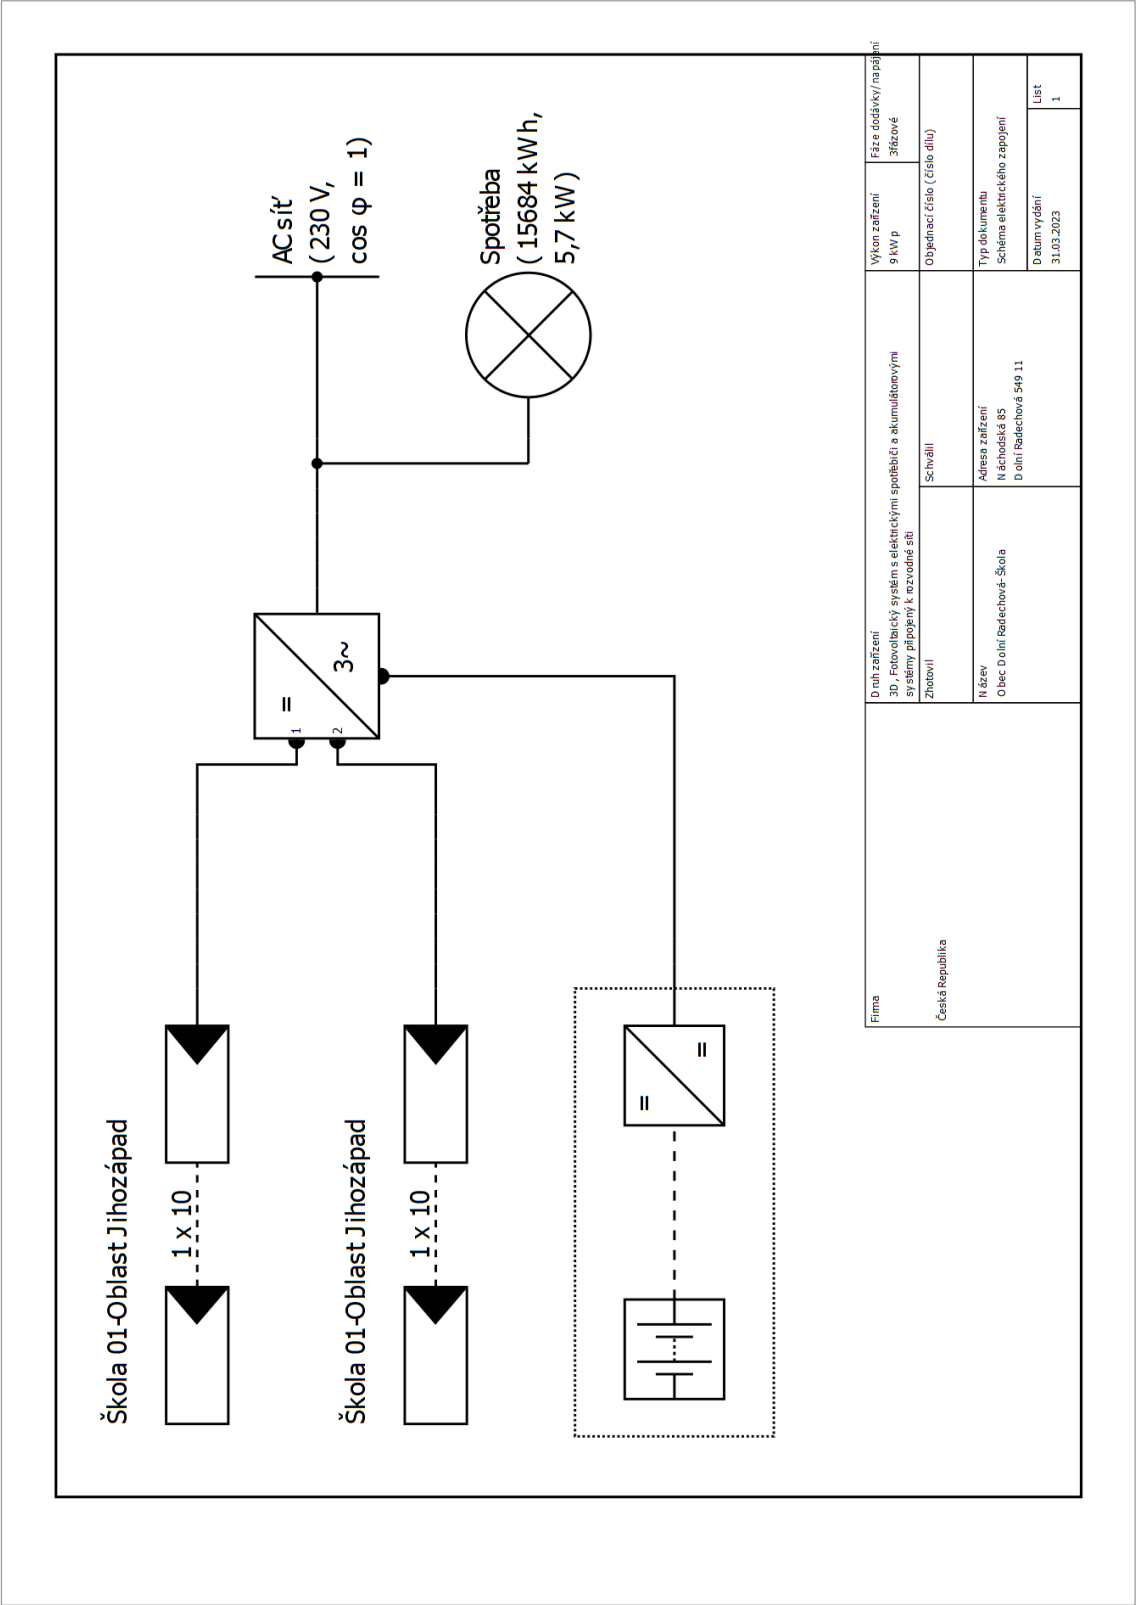 Škola 01-Oblast Jihozápad
1 x 10
Škola 01-Oblast Jihozápad
1 x 10
=
3~
1
2
AC síť
(230 V,
cos φ = 1)
Spotřeba
(15684 kWh,
5,7 kW)
=
=
Firma
Česká Republika
Druh zařízení
3D, Fotovoltaický systém s elektrickými spotřebiči a akumulátorovými
systémy připojený k rozvodné síti
Výkon zařízení
9 kWp
Fáze dodávky/napájení
3fázové
Zhotovil
Schválil
Objednací číslo (číslo dílu)
Název
Obec Dolní Radechová-Škola
Adresa zařízení
Náchodská 85
Dolní Radechová 549 11
Typ dokumentu
Schéma elektrického zapojení
Datum vydání
31.03.2023
List
1